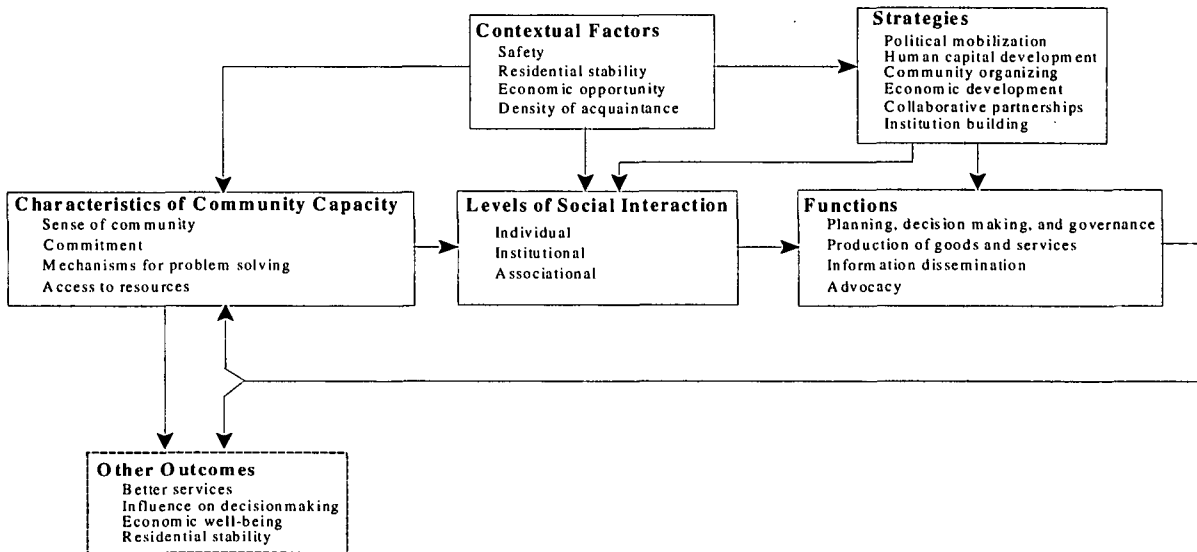 Contextual Factors
Safety
Residential stability
Economic opportunity
Density of acquaintance
Strategies
Political mobilization
Human capital development
Community organizing
Economic development
Collaborative partnerships
Institution building
Characteristics of Community Capacity
Sense of community
Commitment
Mechanisms for problem solving
Access to resources
Levels of Social Interaction
Individual
Institutional
Associational
Functions
Planning, decision making, and governance
Production of goods and services
Information dissemination
Advocacy
Other Outcomes
Better services
Influence on decisionmaking
Economic well-being
Residential stability